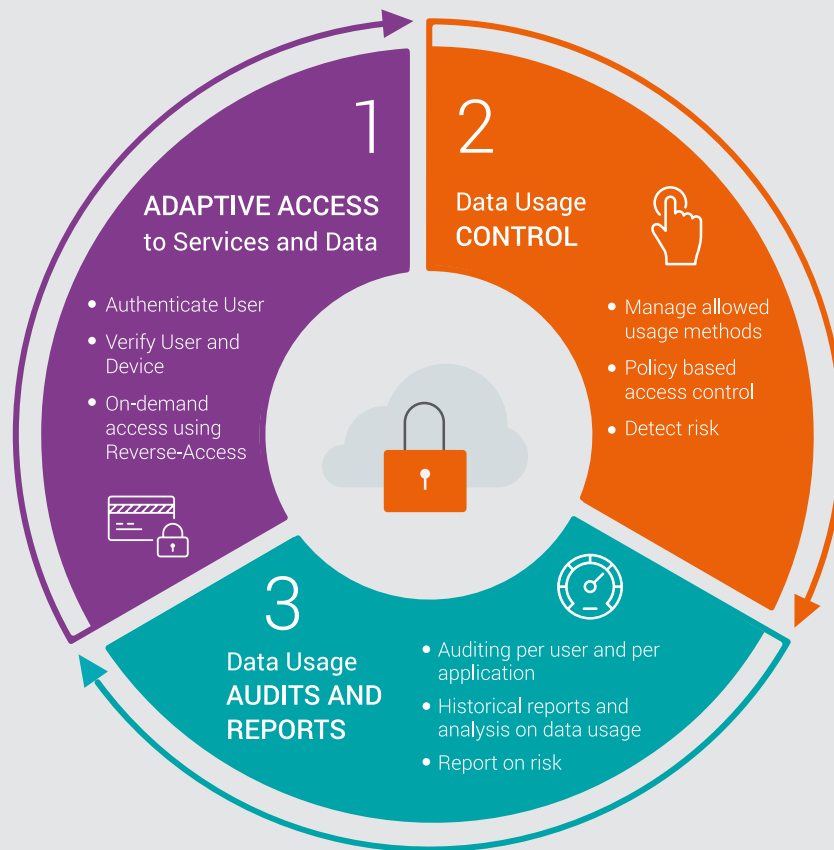 1
ADAPTIVE ACCESS
to Services and Data
• Authenticate User
• Verify User and
Device
• On-demand
access using
Reverse-Access
2
Data Usage
CONTROL
• Manage allowed
usage methods
• Policy based
access control
• Detect risk
3
Data Usage
AUDITS AND
REPORTS
• Auditing per user and per
application
• Historical reports and
analysis on data usage
• Report on risk